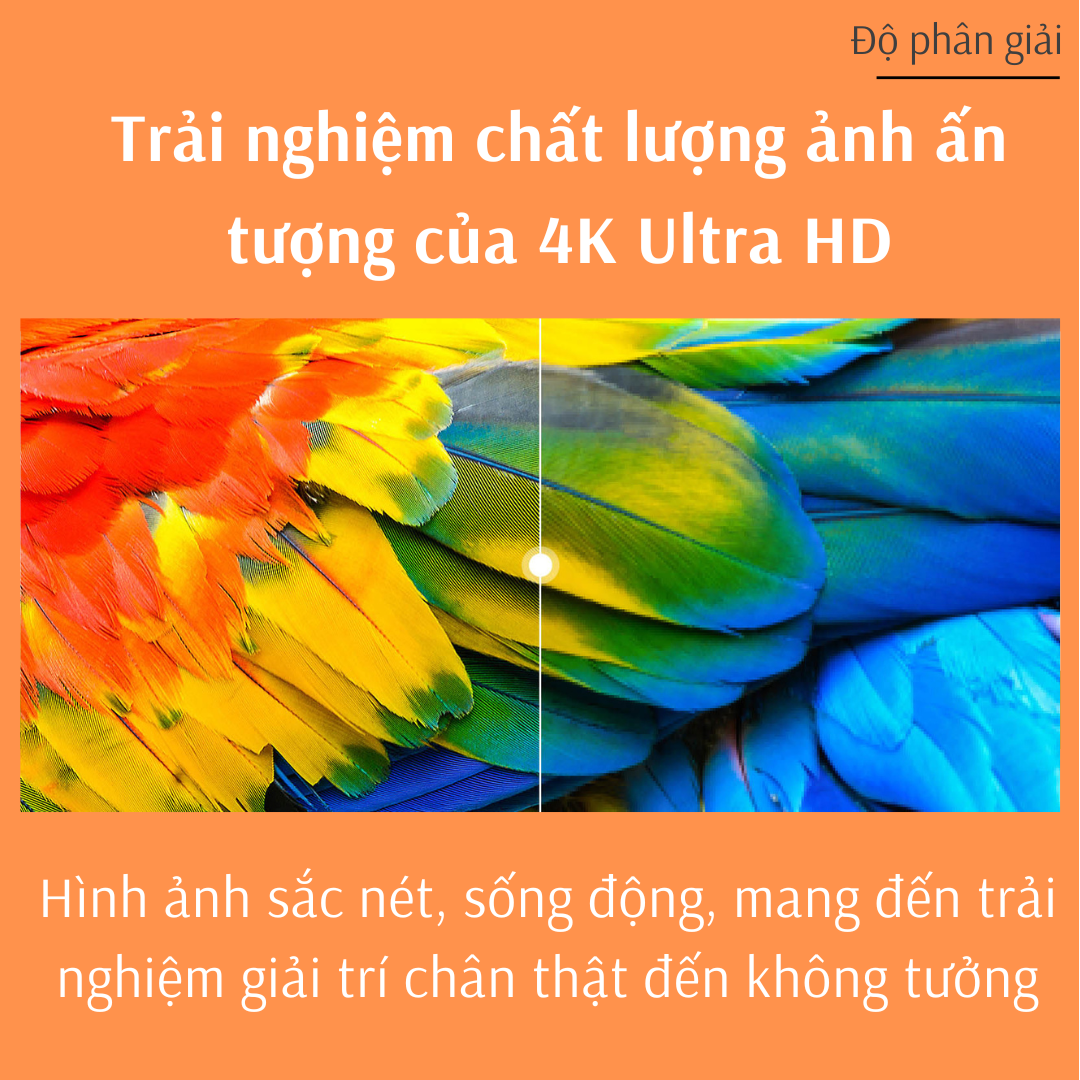 Độ phân giải
Trải nghiệm chất lượng ảnh ấn
tượng của 4K Ultra HD
Hình ảnh sắc nét, sống động, mang đến trải
nghiệm giải trí chân thật đến không tưởng